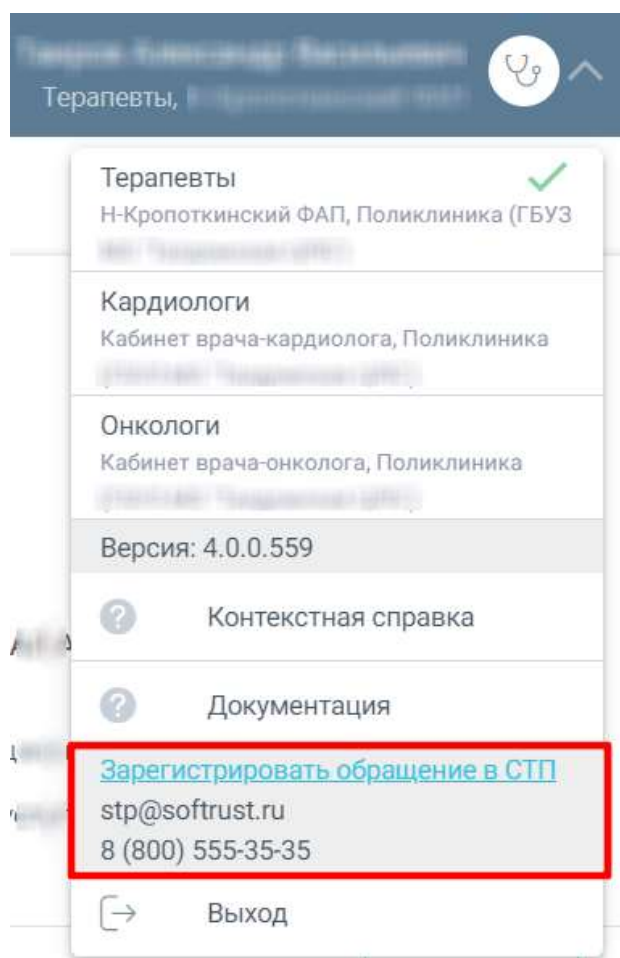 Терапевты,
Терапевты
Н-Кропоткинский ФАП, Поликлиника (ГБУЗ
Кардиологи
Кабинет врача-кардиолога, Поликлиника
Онкологи
Кабинет врача-онколога, Поликлиника
Версия: 4.0.0.559
Контекстная справка
Документация
Зарегистрировать обращение в СТП
stp@softrust.ru
8 (800) 555-35-35
Выход